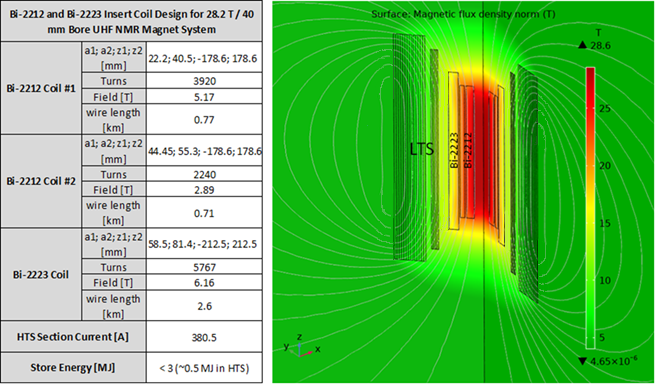 Bi-2212 and Bi-2223 Insert Coil Design for 28.2 T / 40
mm Bore UHF NMR Magnet System
Bi-2212 Coil #1
a1; a2; z1; z2
[mm]
22.2; 40.5; -178.6; 178.6
Turns
3920
Field [T]
5.17
wire length
[km]
0.77
Bi-2212 Coil #2
a1; a2; z1; z2
[mm]
44.45; 55.3; -178.6; 178.6
Turns
2240
Field [T]
2.89
wire length
[km]
0.71
Bi-2223 Coil
a1; a2; z1; z2
[mm]
58.5; 81.4; -212.5; 212.5
Turns
5767
Field [T]
6.16
wire length
[km]
2.6
HTS Section Current [A]
380.5
Store Energy [MJ]
< 3 (~0.5 MJ in HTS)
Surface: Magnetic flux density norm (T)
LTS
Bi-2223
Bi-2212
z
y
x
T
▲ 28.6
25
20
15
10
5
▼ 4.65×10⁻⁶